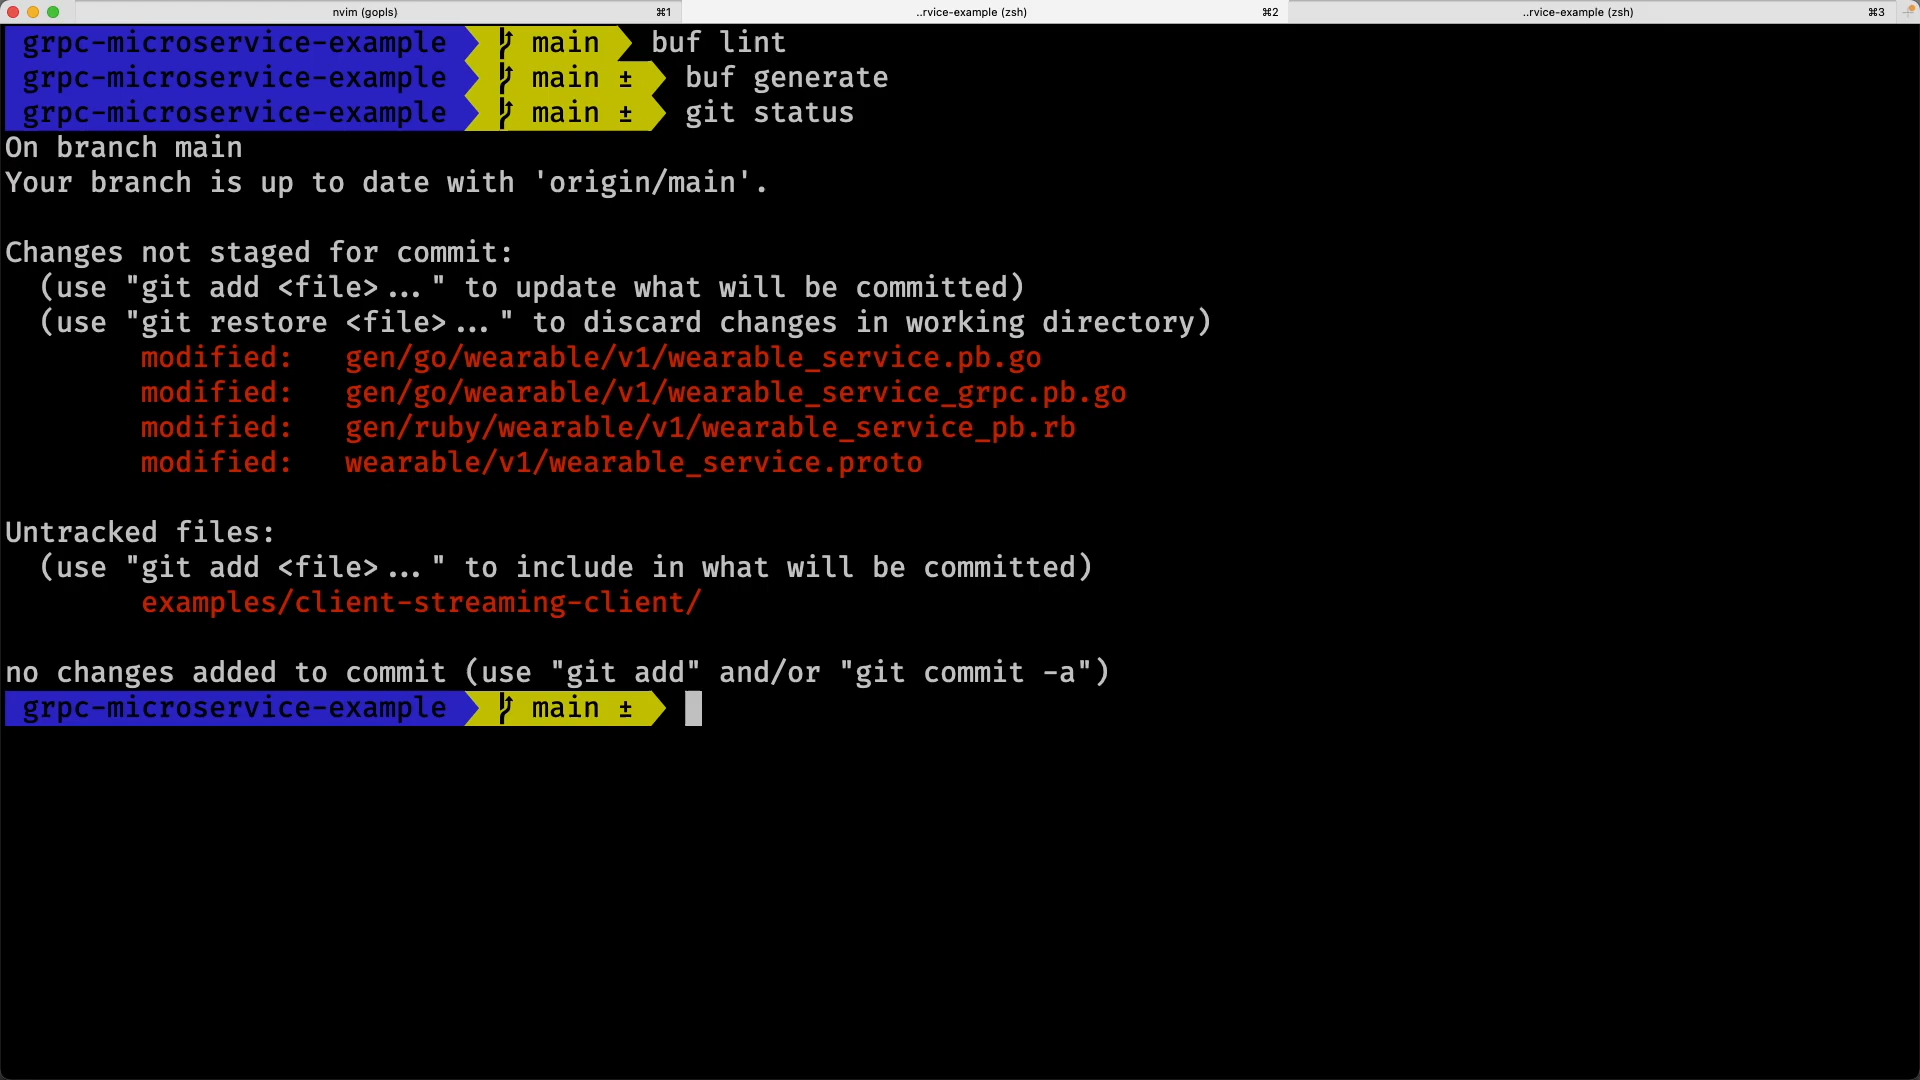 nvim (gopls) ⌘1 ..rvice-example (zsh) ⌘2 ..rvice-example (zsh) ⌘3
grpc-microservice-example main buf lint
grpc-microservice-example main ± buf generate
grpc-microservice-example main ± git status
On branch main
Your branch is up to date with 'origin/main'.
Changes not staged for commit:
(use "git add <file>..." to update what will be committed)
(use "git restore <file>..." to discard changes in working directory)
modified: gen/go/wearable/v1/wearable_service.pb.go
modified: gen/go/wearable/v1/wearable_service_grpc.pb.go
modified: gen/ruby/wearable/v1/wearable_service_pb.rb
modified: wearable/v1/wearable_service.proto
Untracked files:
(use "git add <file>..." to include in what will be committed)
examples/client-streaming-client/
no changes added to commit (use "git add" and/or "git commit -a")
grpc-microservice-example main ±